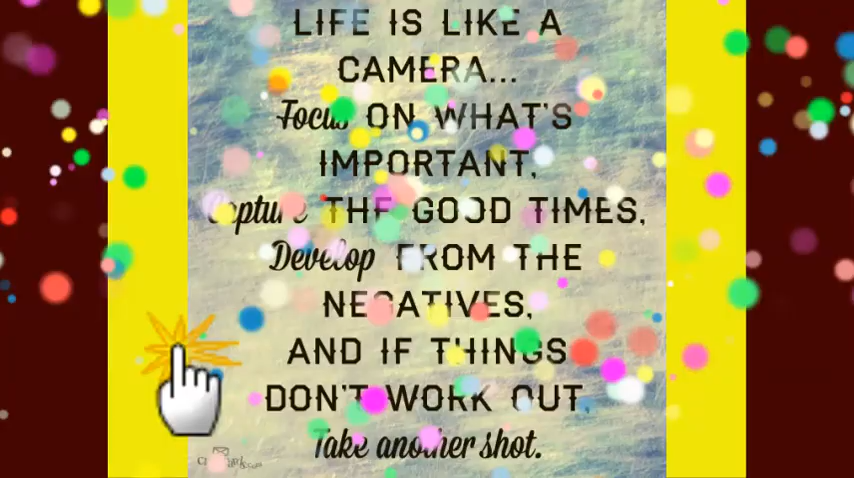 LIFE IS LIKE A
CAMERA...
Focus ON WHAT'S
IMPORTANT,
Capture THE GOOD TIMES,
Develop FROM THE
NEGATIVES,
AND IF THINGS
DON'T WORK OUT,
Take another shot.